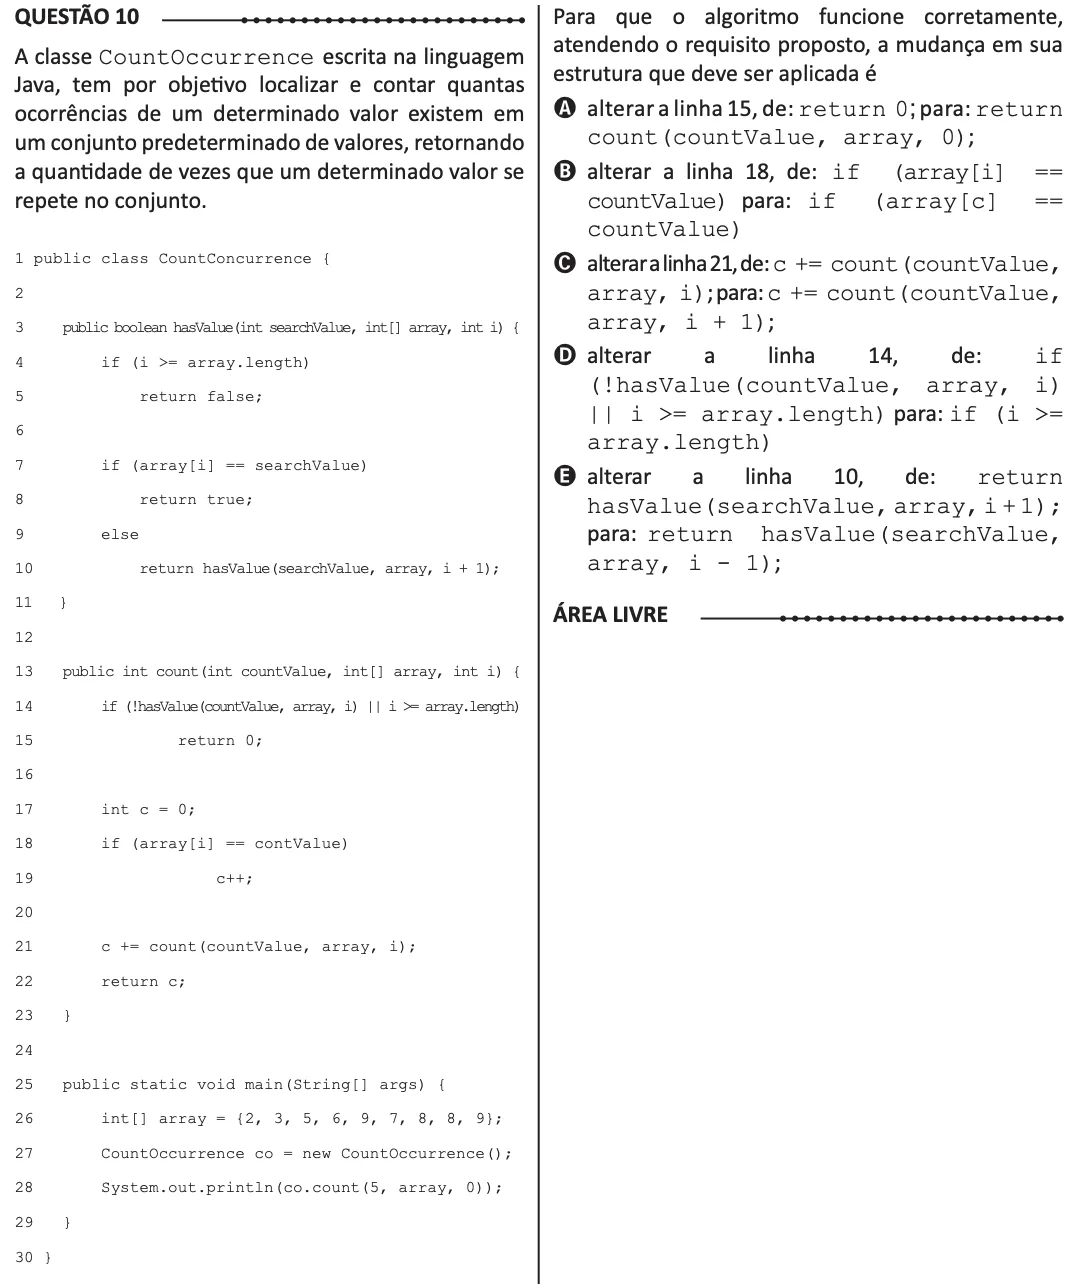 QUESTÃO 10
A classe CountOccurrence escrita na linguagem
Java, tem por objetivo localizar e contar quantas
ocorrências de um determinado valor existem em
um conjunto predeterminado de valores, retornando
a quantidade de vezes que um determinado valor se
repete no conjunto.
1 public class CountConcurrence {
2
3 public boolean hasValue(int searchValue, int[] array, int i) {
4 if (i >= array.length)
5 return false;
6
7 if (array[i] == searchValue)
8 return true;
9 else
10 return hasValue(searchValue, array, i + 1);
11 }
12
13 public int count(int countValue, int[] array, int i) {
14 if (!hasValue(countValue, array, i) || i >= array.length)
15 return 0;
16
17 int c = 0;
18 if (array[i] == contValue)
19 c++;
20
21 c += count(countValue, array, i);
22 return c;
23 }
24
25 public static void main(String[] args) {
26 int[] array = {2, 3, 5, 6, 9, 7, 8, 8, 9};
27 CountOccurrence co = new CountOccurrence();
28 System.out.println(co.count(5, array, 0));
29 }
30 }
Para que o algoritmo funcione corretamente,
atendendo o requisito proposto, a mudança em sua
estrutura que deve ser aplicada é
A alterar a linha 15, de: return 0; para: return
count(countValue, array, 0);
B alterar a linha 18, de: if (array[i] ==
countValue) para: if (array[c] ==
countValue)
C alterar a linha 21, de: c += count(countValue,
array, i); para: c += count(countValue,
array, i + 1);
D alterar a linha 14, de: if
(!hasValue(countValue, array, i)
|| i >= array.length) para: if (i >=
array.length)
E alterar a linha 10, de: return
hasValue(searchValue, array, i + 1);
para: return hasValue(searchValue,
array, i - 1);
ÁREA LIVRE